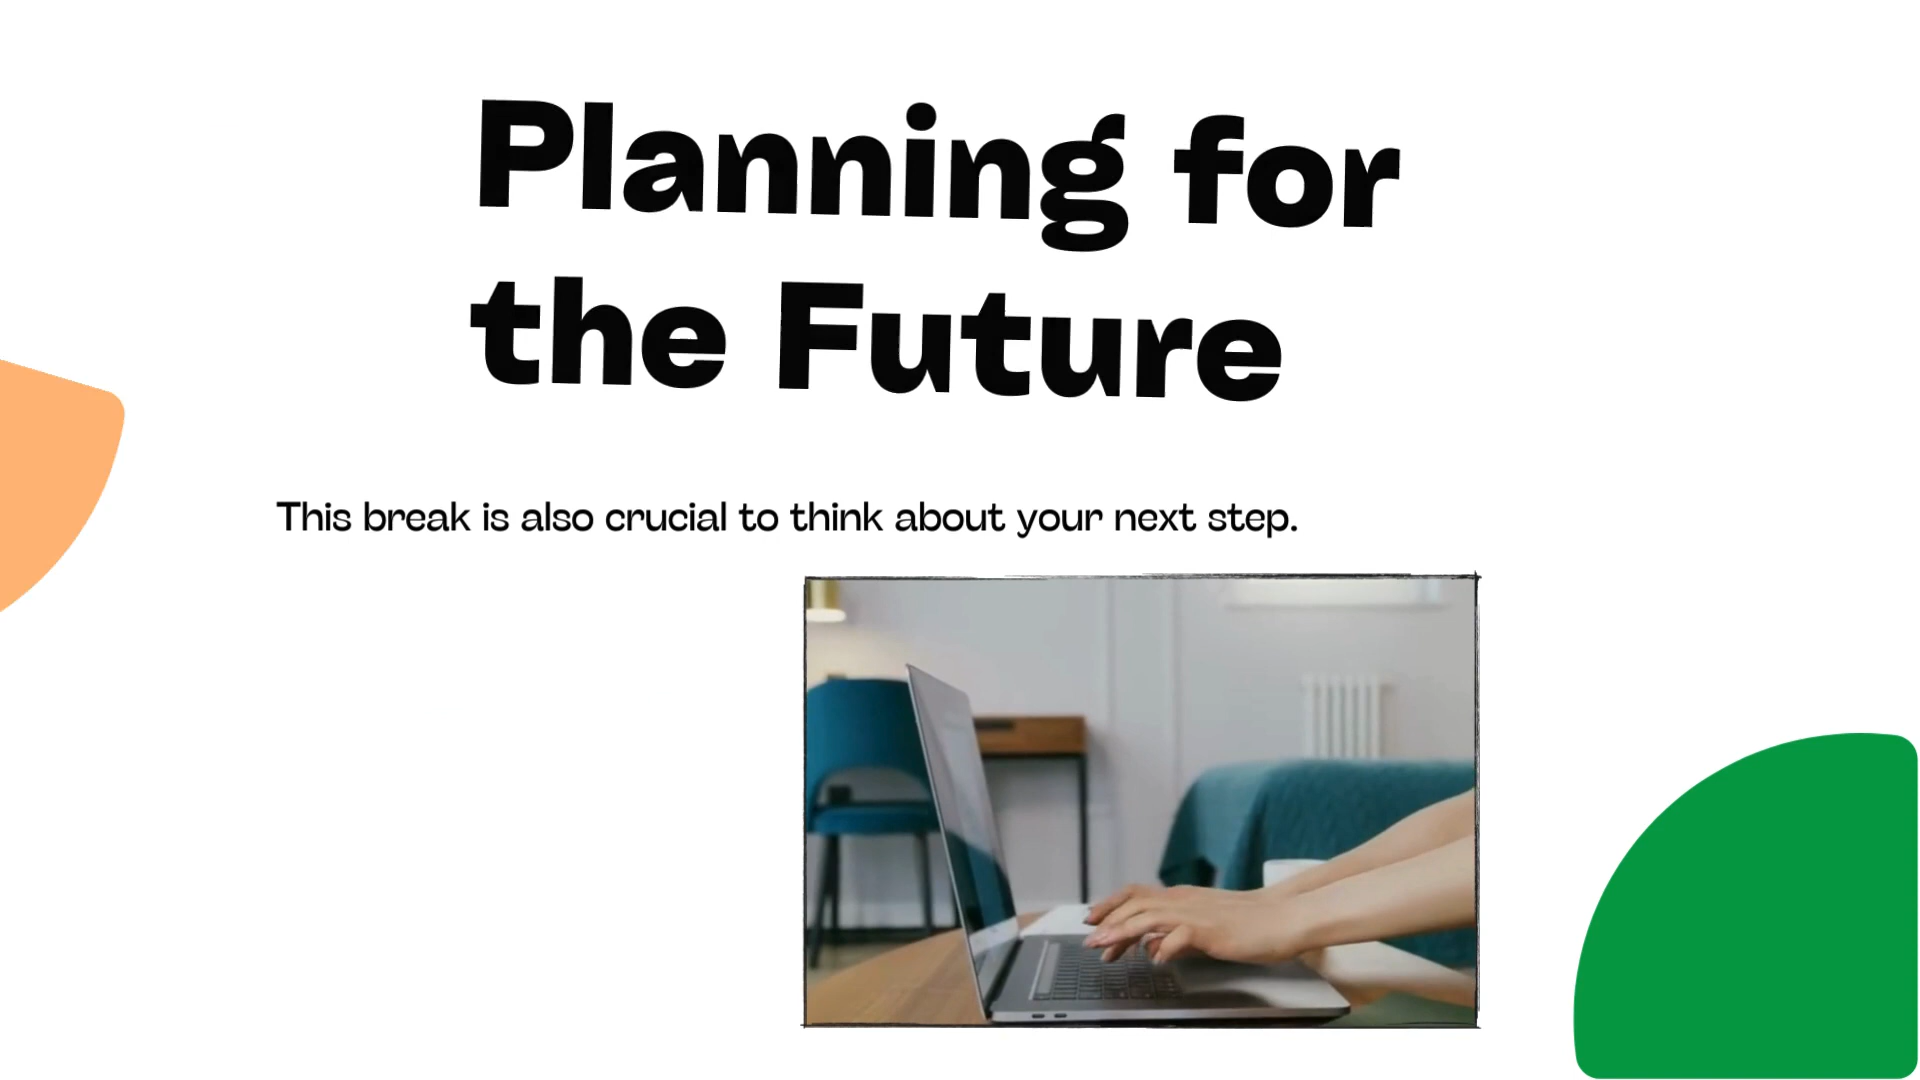 Planning for
the Future
This break is also crucial to think about your next step.